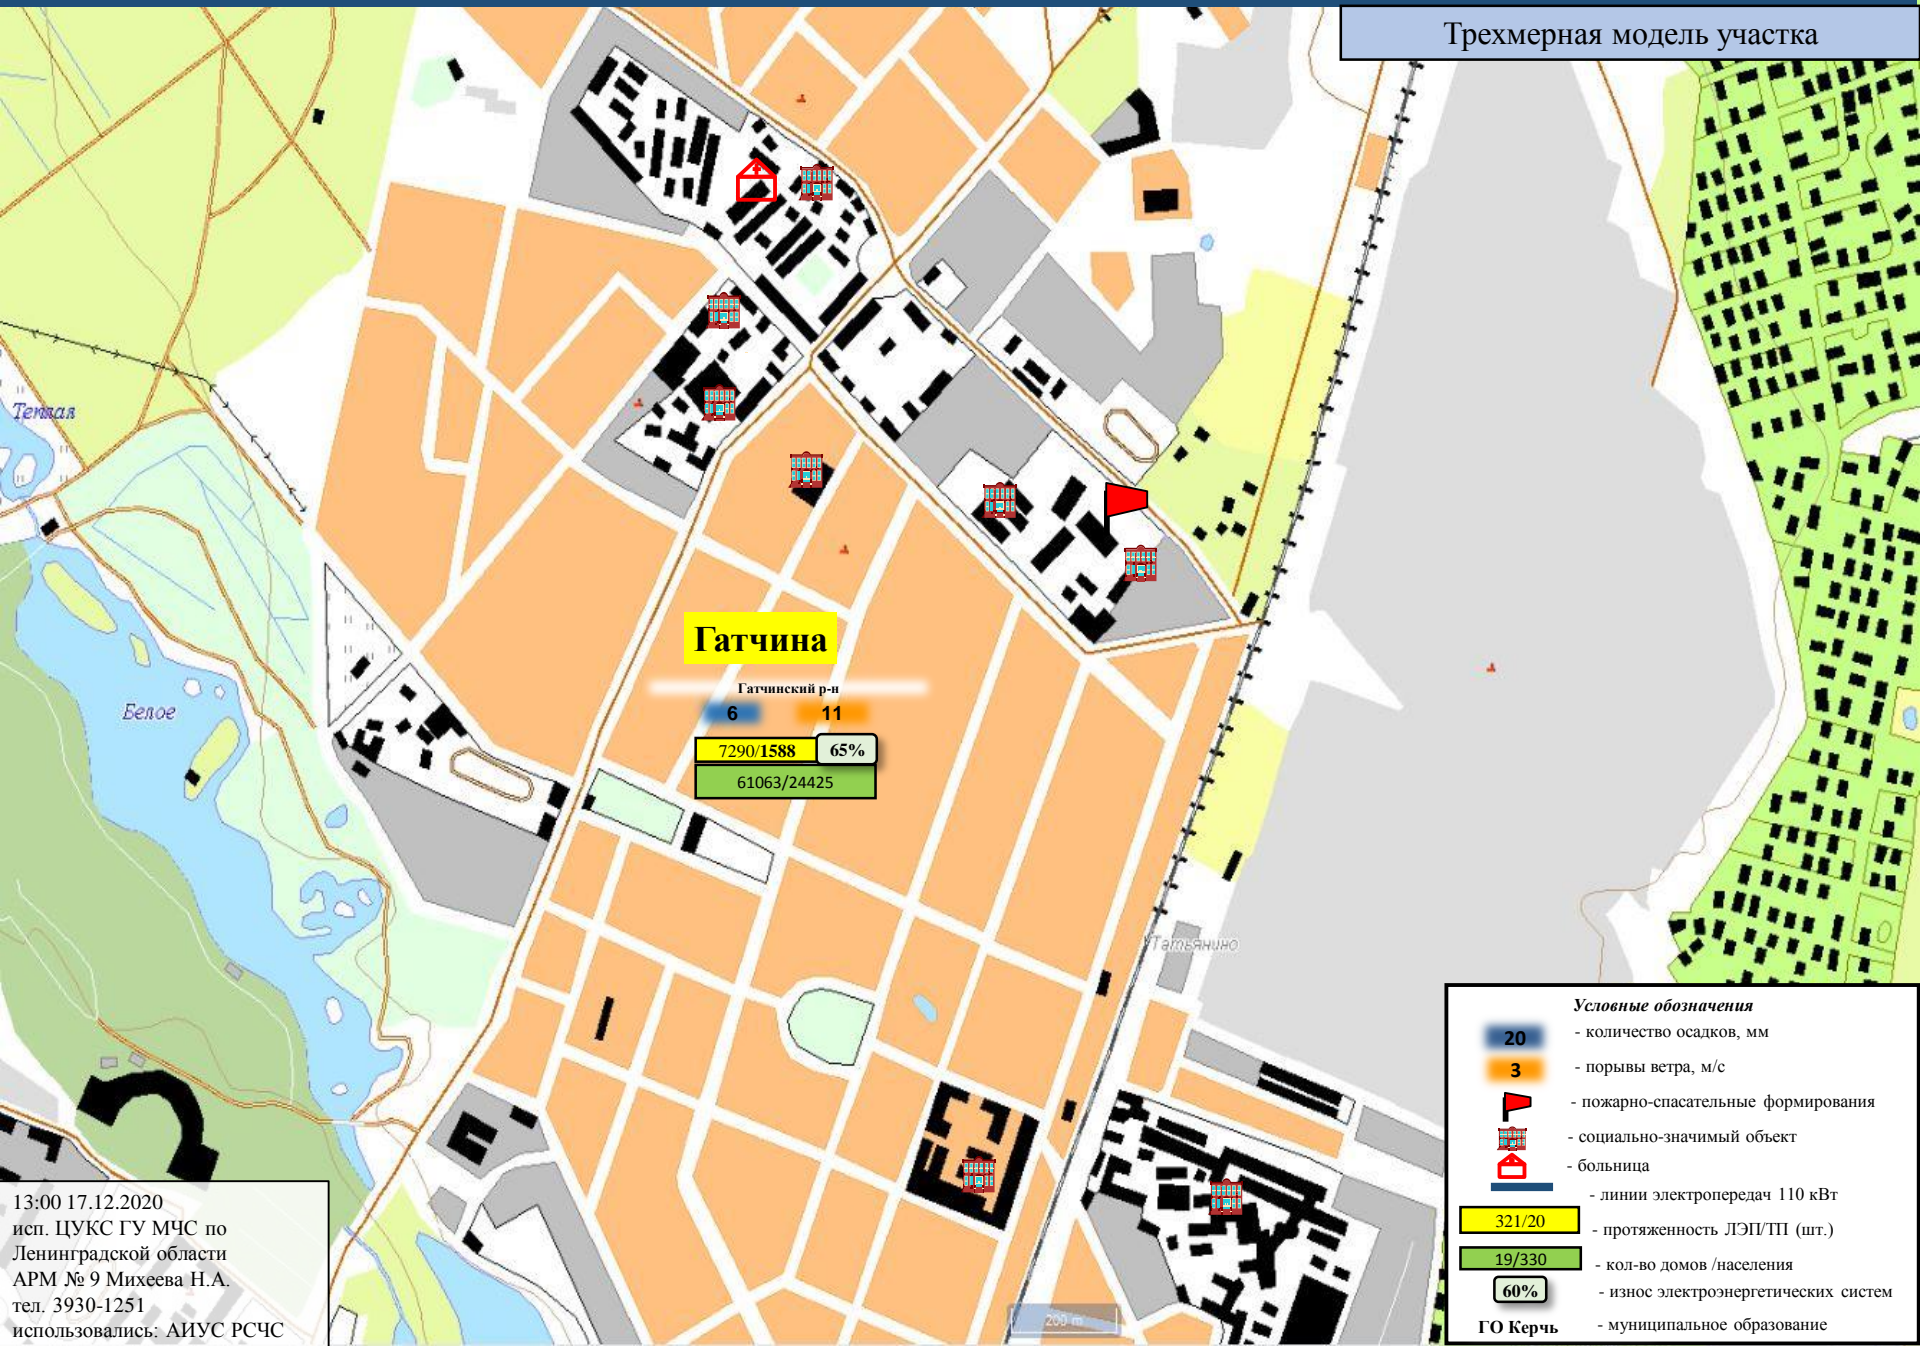 Трехмерная модель участка
Теплая
Белое
Гатчина
Гатчинский р-н
6 11
7290/1588 65%
61063/24425
Татьянино
200 m
13:00 17.12.2020
исп. ЦУКС ГУ МЧС по
Ленинградской области
АРМ № 9 Михеева Н.А.
тел. 3930-1251
использовались: АИУС РСЧС
Условные обозначения
20 - количество осадков, мм
3 - порывы ветра, м/с
- пожарно-спасательные формирования
- социально-значимый объект
- больница
- линии электропередач 110 кВт
321/20 - протяженность ЛЭП/ТП (шт.)
19/330 - кол-во домов /населения
60% - износ электроэнергетических систем
ГО Керчь - муниципальное образование